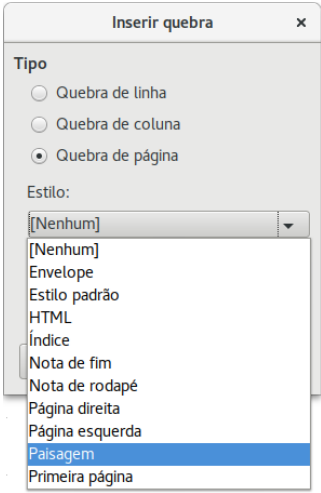 Inserir quebra ×
Tipo
Quebra de linha
Quebra de coluna
Quebra de página
Estilo:
[Nenhum]
[Nenhum]
Envelope
Estilo padrão
HTML
Índice
Nota de fim
Nota de rodapé
Página direita
Página esquerda
Paisagem
Primeira página